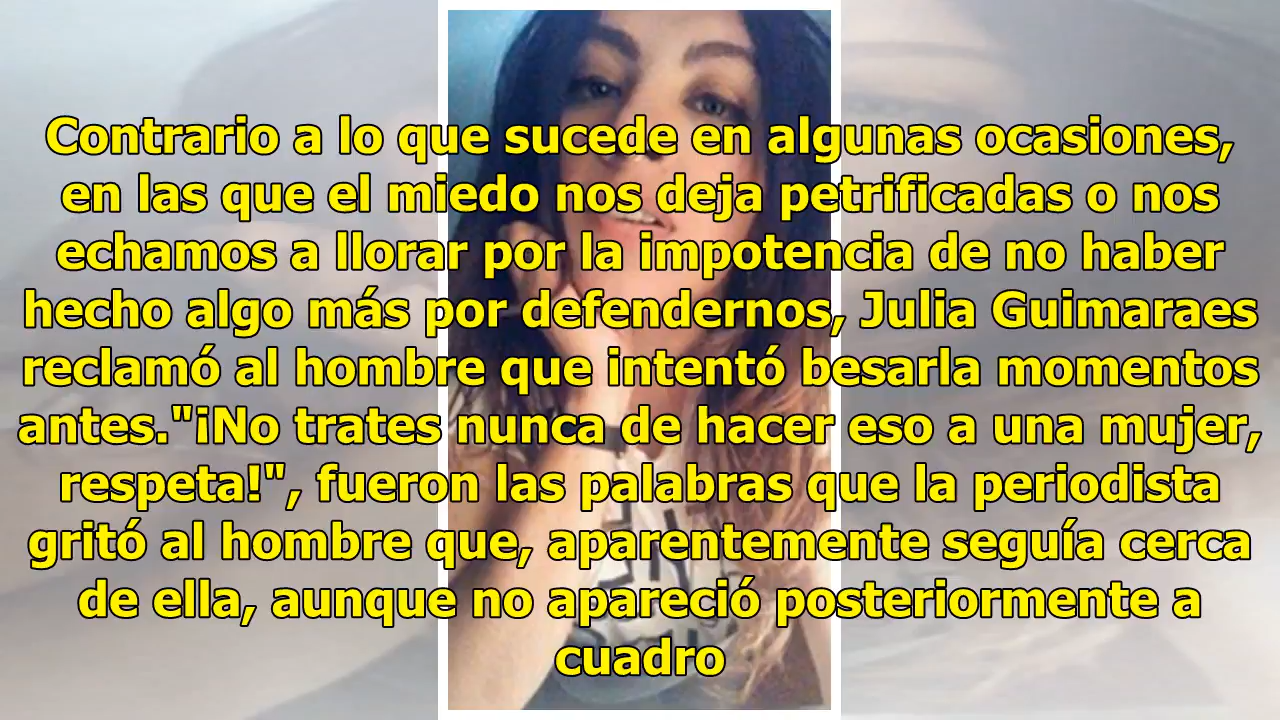 Contrario a lo que sucede en algunas ocasiones,
en las que el miedo nos deja petrificadas o nos
echamos a llorar por la impotencia de no haber
hecho algo más por defendernos, Julia Guimaraes
reclamó al hombre que intentó besarla momentos
antes."¡No trates nunca de hacer eso a una mujer,
respeta!", fueron las palabras que la periodista
gritó al hombre que, aparentemente seguía cerca
de ella, aunque no apareció posteriormente a
cuadro